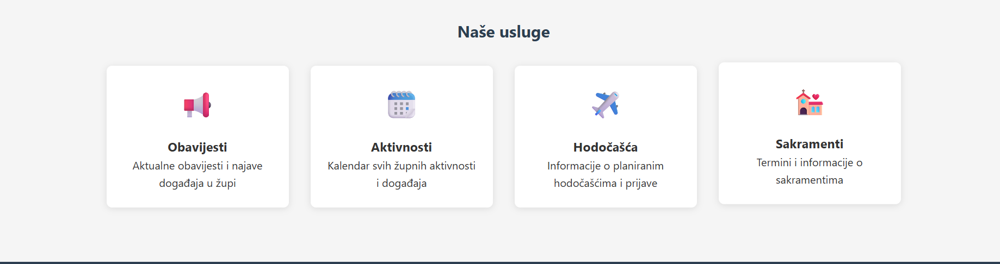 Naše usluge
Obavijesti
Aktualne obavijesti i najave
događaja u župi
Aktivnosti
Kalendar svih župnih aktivnosti
i događaja
Hodočašća
Informacije o planiranim
hodočašćima i prijave
Sakramenti
Termini i informacije o
sakramentima